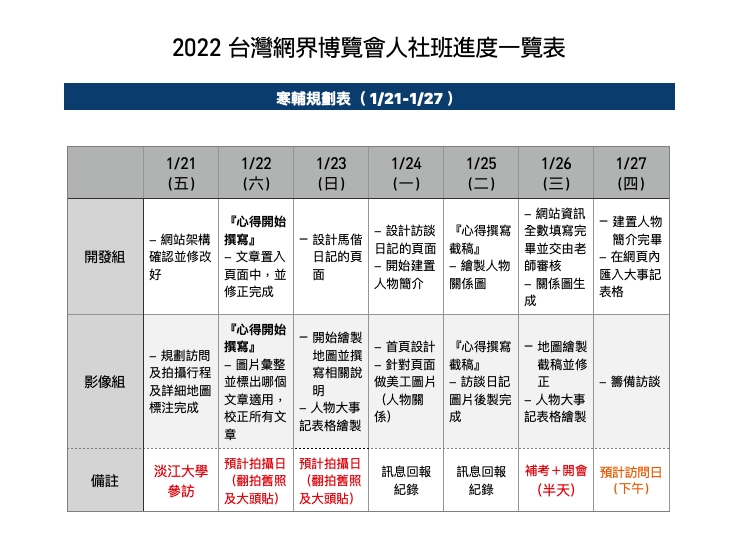 2022 台灣網界博覽會人社班進度一覽表
寒輔規劃表（ 1/21-1/27 ）
1/21
(五)
1/22
(六)
1/23
(日)
1/24
(一)
1/25
(二)
1/26
(三)
1/27
(四)
開發組
– 網站架構
確認並修改
好
『心得開始
撰寫』
– 文章置入
頁面中，並
修正完成
– 設計馬偕
日記的頁
面
– 設計訪談
日記的頁面
– 開始建置
人物簡介
『心得撰寫
截稿』
– 繪製人物
關係圖
– 網站資訊
全數填寫完
畢並交由老
師審核
– 關係圖生
成
– 建置人物
簡介完畢
– 在網頁內
匯入大事記
表格
影像組
– 規劃訪問
及拍攝行程
及詳細地圖
標注完成
『心得開始
撰寫』
– 圖片彙整
並標出哪個
文章適用，
校正所有文
章
– 開始繪製
地圖並撰
寫相關說
明
– 人物大事
記表格繪製
– 首頁設計
– 針對頁面
做美工圖片
（人物關
係）
『心得撰寫
截稿』
– 訪談日記
圖片後製完
成
– 地圖繪製
截稿並修
正
– 人物大事
記表格繪製
– 籌備訪談
備註
淡江大學
參訪
預計拍攝日
（翻拍舊照
及大頭貼）
預計拍攝日
（翻拍舊照
及大頭貼）
訊息回報
紀錄
訊息回報
紀錄
補考＋開會
(半天)
預計訪問日
(下午)